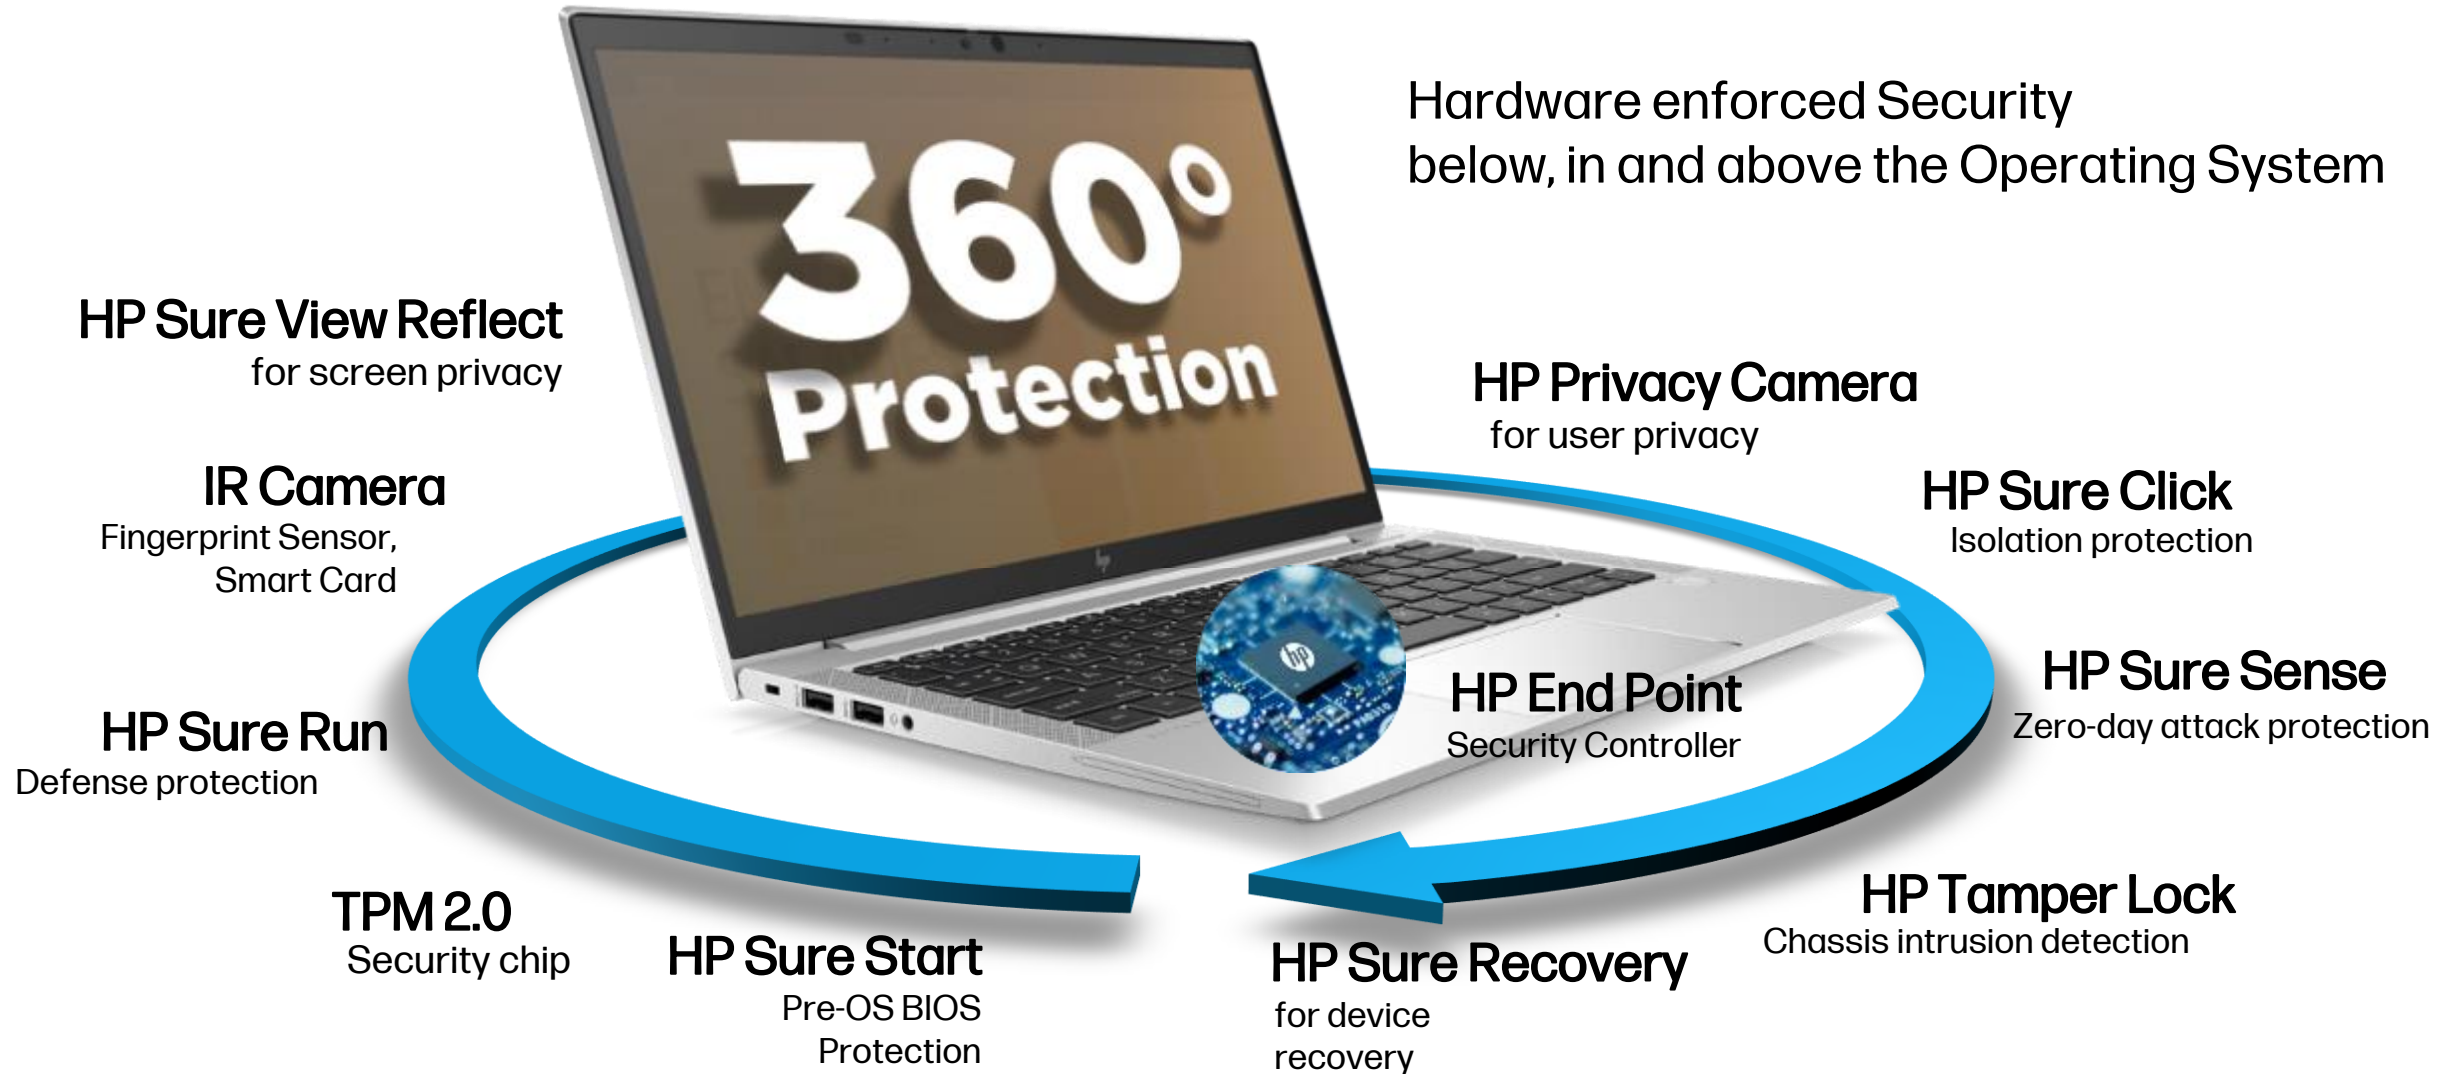 360°
Protection
Hardware enforced Security
below, in and above the Operating System
HP Sure View Reflect
for screen privacy
HP Privacy Camera
for user privacy
IR Camera
Fingerprint Sensor,
Smart Card
HP Sure Click
Isolation protection
hp
hp
HP End Point
Security Controller
HP Sure Sense
Zero-day attack protection
HP Sure Run
Defense protection
TPM 2.0
Security chip
HP Sure Start
Pre-OS BIOS
Protection
HP Sure Recovery
for device
recovery
HP Tamper Lock
Chassis intrusion detection